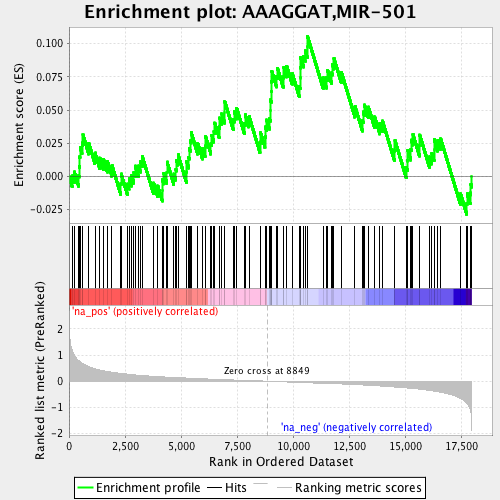 Enrichment plot: AAAGGAT,MIR-501
Enrichment score (ES)
0.100
0.075
0.050
0.025
0.000
-0.025
'na_pos' (positively correlated)
Ranked list metric (PreRanked)
2
1
0
-1
-2
Zero cross at 8849
'na_neg' (negatively correlated)
0
2,500
5,000
7,500
10,000
12,500
15,000
17,500
Rank in Ordered Dataset
Enrichment profile
Hits
Ranking metric scores